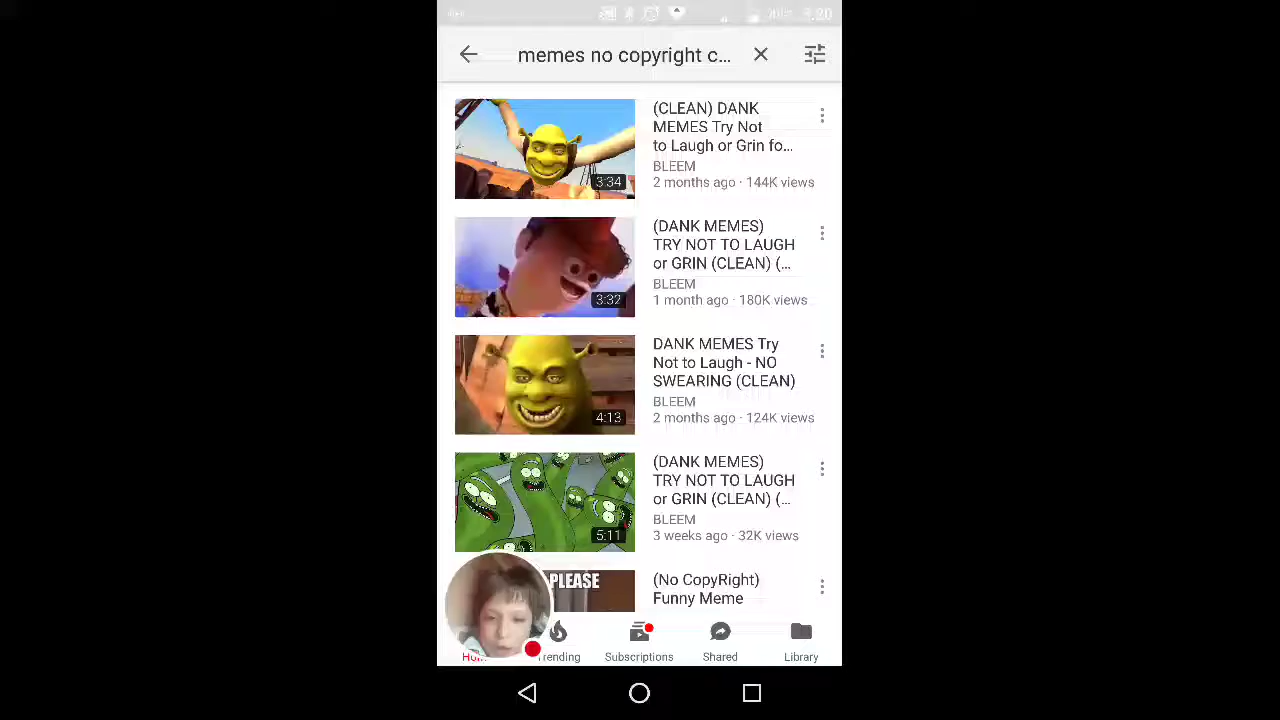 memes no copyright c...
(CLEAN) DANK
MEMES Try Not
to Laugh or Grin fo...
BLEEM
2 months ago · 144K views
3:34
(DANK MEMES)
TRY NOT TO LAUGH
or GRIN (CLEAN) (...
BLEEM
1 month ago · 180K views
3:32
DANK MEMES Try
Not to Laugh - NO
SWEARING (CLEAN)
BLEEM
2 months ago · 124K views
4:13
(DANK MEMES)
TRY NOT TO LAUGH
or GRIN (CLEAN) (...
BLEEM
3 weeks ago · 32K views
5:11
PLEASE
(No CopyRight)
Funny Meme
Trending
Subscriptions
Shared
Library